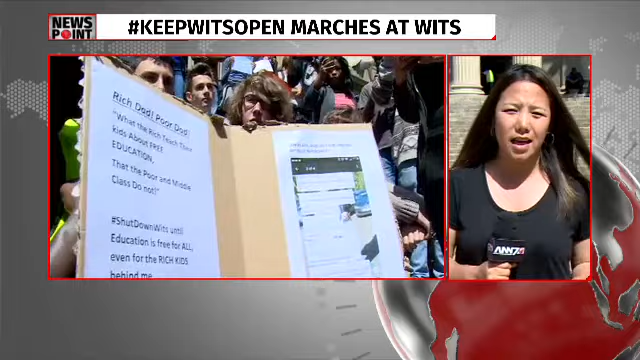 NEWS
POINT
#KEEPWITSOPEN MARCHES AT WITS
Rich Dad! Poor Dad
"What the Rich Teach Their
kids About FREE
EDUCATION,
That the Poor and Middle
Class Do not!"
#ShutDownWits until
Education is free for ALL,
even for the RICH KIDS
behind me
ANN7